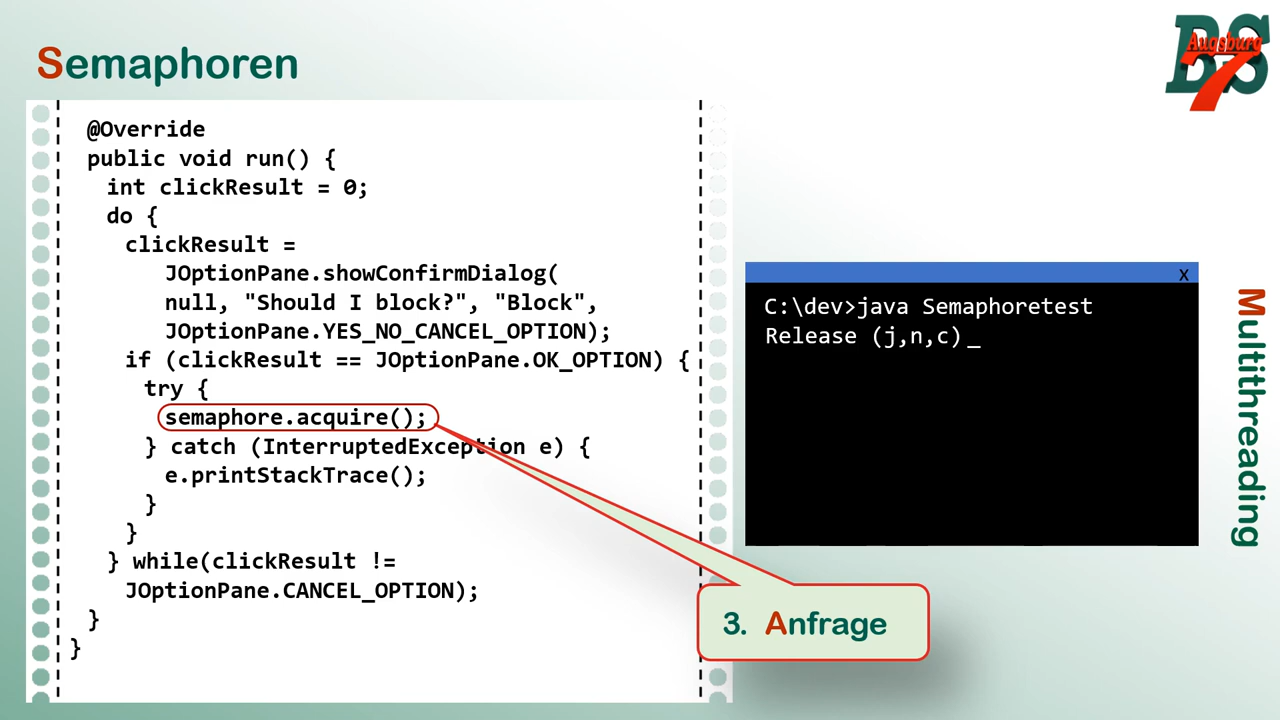 Semaphoren
BS
Augsburg
7
@Override
public void run() {
int clickResult = 0;
do {
clickResult =
JOptionPane.showConfirmDialog(
null, "Should I block?", "Block",
JOptionPane.YES_NO_CANCEL_OPTION);
if (clickResult == JOptionPane.OK_OPTION) {
try {
semaphore.acquire();
} catch (InterruptedException e) {
e.printStackTrace();
}
}
} while(clickResult !=
JOptionPane.CANCEL_OPTION);
}
}
x
C:\dev>java Semaphoretest
Release (j,n,c)_
3. Anfrage
Multithreading